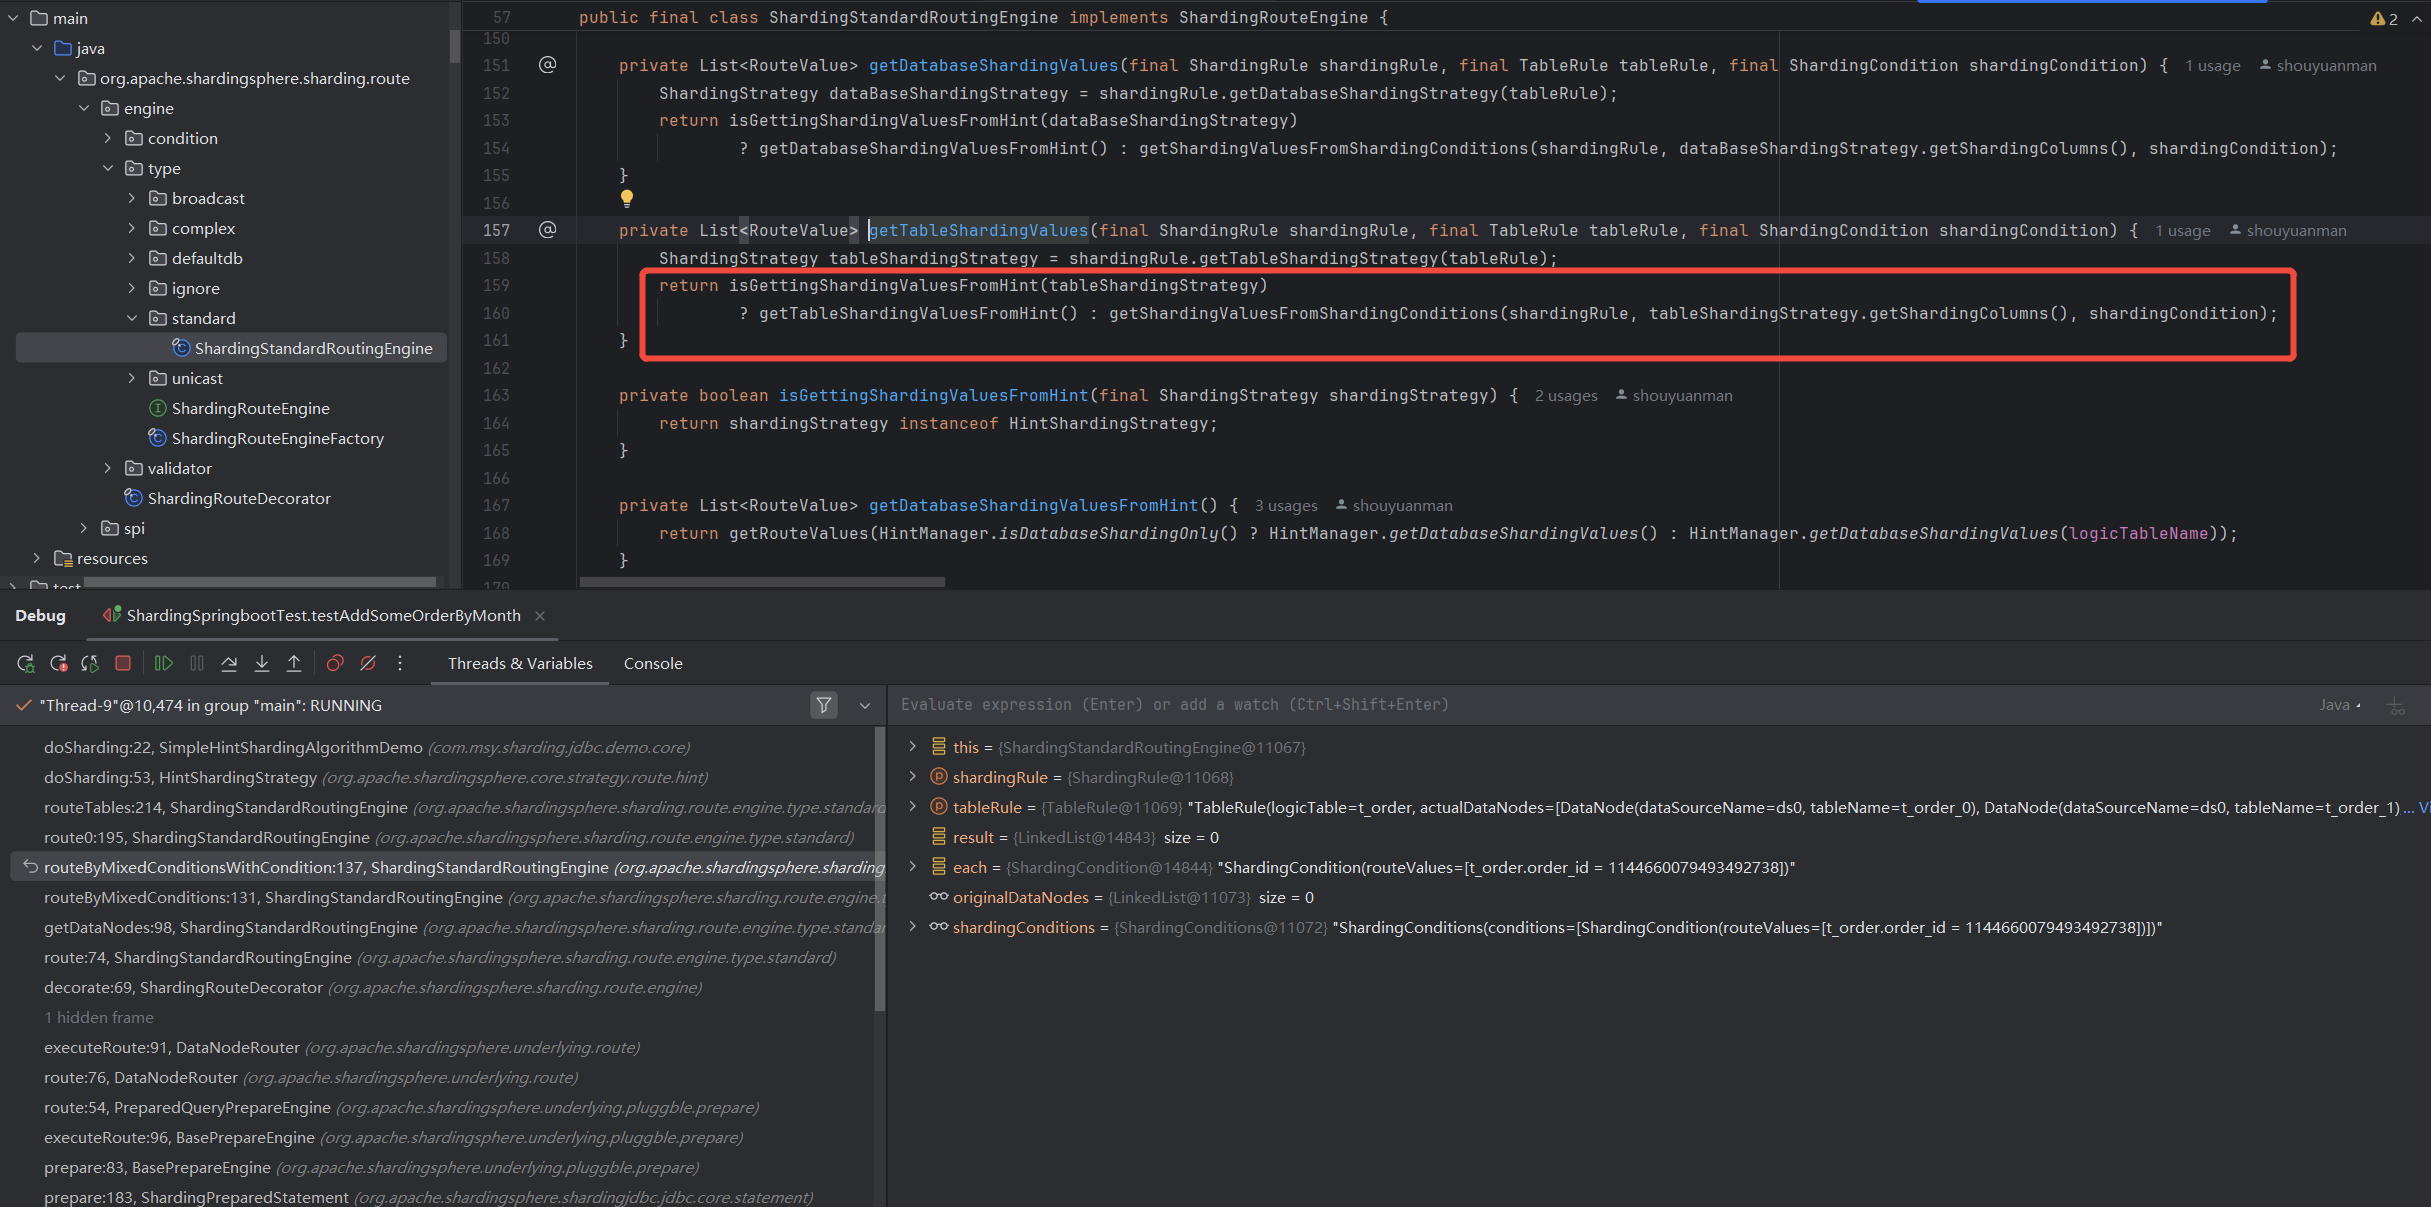 main
java
org.apache.shardingsphere.sharding.route
engine
condition
type
broadcast
complex
defaultdb
ignore
standard
ShardingStandardRoutingEngine
unicast
ShardingRouteEngine
ShardingRouteEngineFactory
validator
ShardingRouteDecorator
spi
resources
test
57 public final class ShardingStandardRoutingEngine implements ShardingRouteEngine {
2
150
151 @ private List<RouteValue> getDatabaseShardingValues(final ShardingRule shardingRule, final TableRule tableRule, final ShardingCondition shardingCondition) { 1 usage shouyuanman
152 ShardingStrategy dataBaseShardingStrategy = shardingRule.getDatabaseShardingStrategy(tableRule);
153 return isGettingShardingValuesFromHint(dataBaseShardingStrategy)
154 ? getDatabaseShardingValuesFromHint() : getShardingValuesFromShardingConditions(shardingRule, dataBaseShardingStrategy.getShardingColumns(), shardingCondition);
155 }
156
157 @ private List<RouteValue> getTableShardingValues(final ShardingRule shardingRule, final TableRule tableRule, final ShardingCondition shardingCondition) { 1 usage shouyuanman
158 ShardingStrategy tableShardingStrategy = shardingRule.getTableShardingStrategy(tableRule);
159 return isGettingShardingValuesFromHint(tableShardingStrategy)
160 ? getTableShardingValuesFromHint() : getShardingValuesFromShardingConditions(shardingRule, tableShardingStrategy.getShardingColumns(), shardingCondition);
161 }
162
163 private boolean isGettingShardingValuesFromHint(final ShardingStrategy shardingStrategy) { 2 usages shouyuanman
164 return shardingStrategy instanceof HintShardingStrategy;
165 }
166
167 private List<RouteValue> getDatabaseShardingValuesFromHint() { 3 usages shouyuanman
168 return getRouteValues(HintManager.isDatabaseShardingOnly() ? HintManager.getDatabaseShardingValues() : HintManager.getDatabaseShardingValues(logicTableName));
169 }
170
Debug ShardingSpringbootTest.testAddSomeOrderByMonth
Threads & Variables Console
"Thread-9"@10,474 in group "main": RUNNING
doSharding:22, SimpleHintShardingAlgorithmDemo (com.msy.sharding.jdbc.demo.core)
doSharding:53, HintShardingStrategy (org.apache.shardingsphere.core.strategy.route.hint)
routeTables:214, ShardingStandardRoutingEngine (org.apache.shardingsphere.sharding.route.engine.type.standard
route0:195, ShardingStandardRoutingEngine (org.apache.shardingsphere.sharding.route.engine.type.standard)
routeByMixedConditionsWithCondition:137, ShardingStandardRoutingEngine (org.apache.shardingsphere.sharding
routeByMixedConditions:131, ShardingStandardRoutingEngine (org.apache.shardingsphere.sharding.route.engine.t
getDataNodes:98, ShardingStandardRoutingEngine (org.apache.shardingsphere.sharding.route.engine.type.standar
route:74, ShardingStandardRoutingEngine (org.apache.shardingsphere.sharding.route.engine.type.standard)
decorate:69, ShardingRouteDecorator (org.apache.shardingsphere.sharding.route.engine)
1 hidden frame
executeRoute:91, DataNodeRouter (org.apache.shardingsphere.underlying.route)
route:76, DataNodeRouter (org.apache.shardingsphere.underlying.route)
route:54, PreparedQueryPrepareEngine (org.apache.shardingsphere.underlying.pluggble.prepare)
executeRoute:96, BasePrepareEngine (org.apache.shardingsphere.underlying.pluggble.prepare)
prepare:83, BasePrepareEngine (org.apache.shardingsphere.underlying.pluggble.prepare)
prepare:183, ShardingPreparedStatement (org.apache.shardingsphere.shardingjdbc.jdbc.core.statement)
Evaluate expression (Enter) or add a watch (Ctrl+Shift+Enter) Java
this = {ShardingStandardRoutingEngine@11067}
shardingRule = {ShardingRule@11068}
tableRule = {TableRule@11069} "TableRule(logicTable=t_order, actualDataNodes=[DataNode(dataSourceName=ds0, tableName=t_order_0), DataNode(dataSourceName=ds0, tableName=t_order_1)... Vi
result = {LinkedList@14843} size = 0
each = {ShardingCondition@14844} "ShardingCondition(routeValues=[t_order.order_id = 1144660079493492738])"
originalDataNodes = {LinkedList@11073} size = 0
shardingConditions = {ShardingConditions@11072} "ShardingConditions(conditions=[ShardingCondition(routeValues=[t_order.order_id = 1144660079493492738])])"